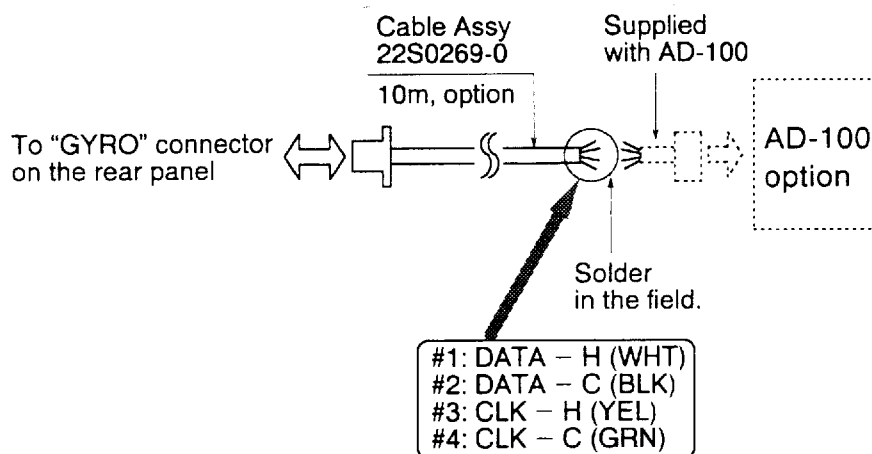 Cable Assy
22S0269-0
10m, option
Supplied
with AD-100
To "GYRO" connector
on the rear panel
AD-100
option
Solder
in the field.
#1: DATA – H (WHT)
#2: DATA – C (BLK)
#3: CLK – H (YEL)
#4: CLK – C (GRN)